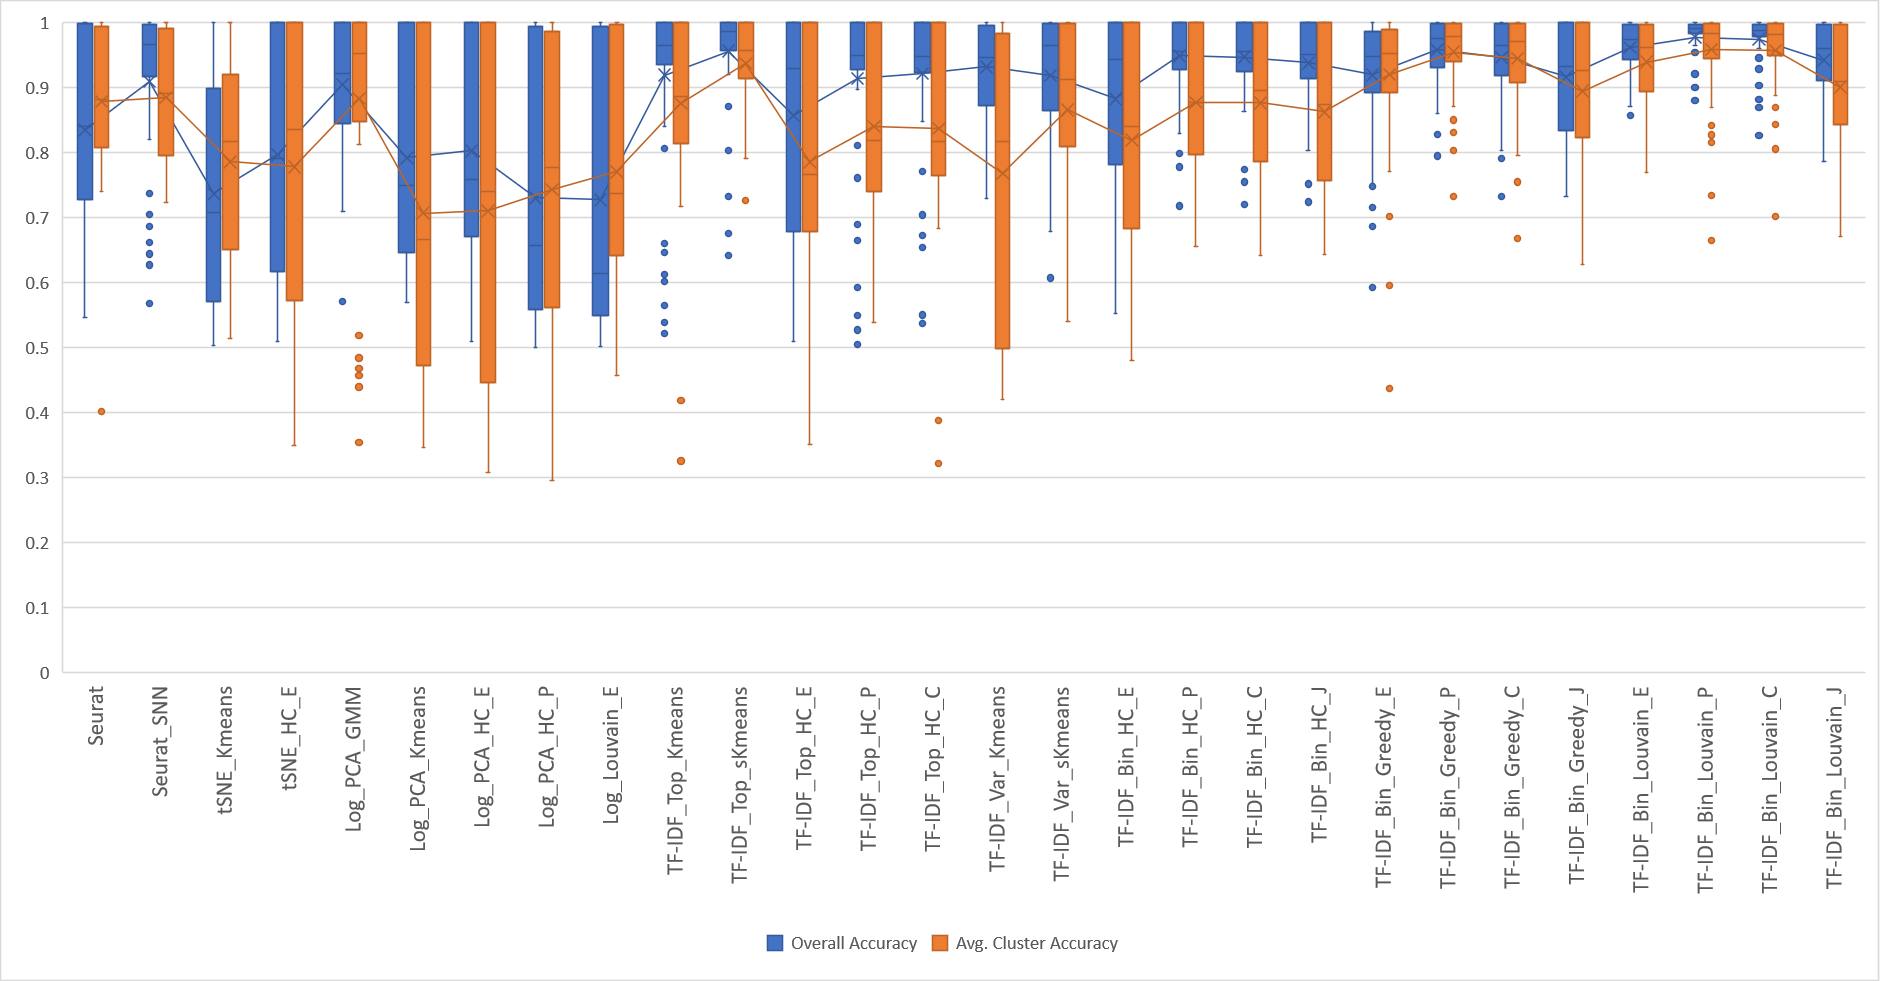 1
0.9
0.8
0.7
0.6
0.5
0.4
0.3
0.2
0.1
0
Seurat
Seurat_SNN
tSNE_Kmeans
tSNE_HC_E
Log_PCA_GMM
Log_PCA_Kmeans
Log_PCA_HC_E
Log_PCA_HC_P
Log_Louvain_E
TF-IDF_Top_Kmeans
TF-IDF_Top_sKmeans
TF-IDF_Top_HC_E
TF-IDF_Top_HC_P
TF-IDF_Top_HC_C
TF-IDF_Var_Kmeans
TF-IDF_Var_sKmeans
TF-IDF_Bin_HC_E
TF-IDF_Bin_HC_P
TF-IDF_Bin_HC_C
TF-IDF_Bin_HC_J
TF-IDF_Bin_Greedy_E
TF-IDF_Bin_Greedy_P
TF-IDF_Bin_Greedy_C
TF-IDF_Bin_Greedy_J
TF-IDF_Bin_Louvain_E
TF-IDF_Bin_Louvain_P
TF-IDF_Bin_Louvain_C
TF-IDF_Bin_Louvain_J
Overall Accuracy Avg. Cluster Accuracy